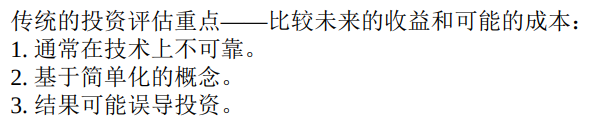 传统的投资评估重点——比较未来的收益和可能的成本：
1. 通常在技术上不可靠。
2. 基于简单化的概念。
3. 结果可能误导投资。